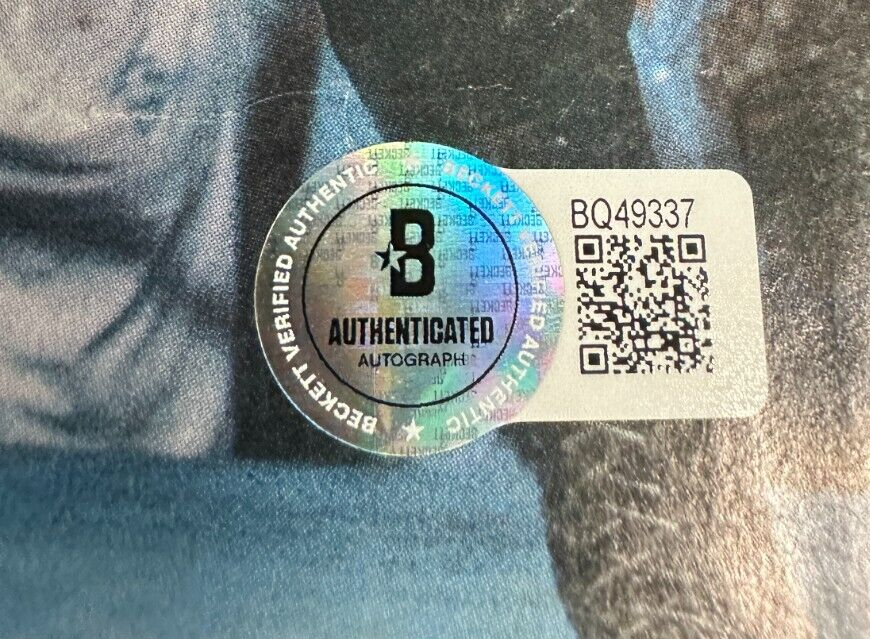 BECKETT VERIFIED AUTHENTIC
BECKETT VERIFIED AUTHENTIC
B
AUTHENTICATED
AUTOGRAPH
BQ49337